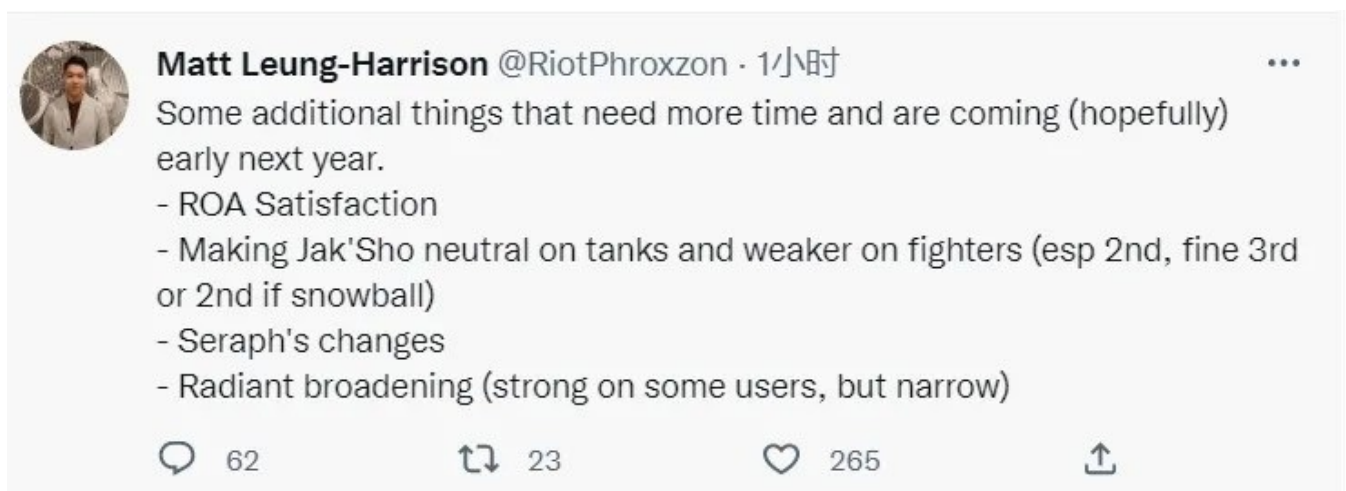 Matt Leung-Harrison @RiotPhroxzon · 1小时
Some additional things that need more time and are coming (hopefully)
early next year.
- ROA Satisfaction
- Making Jak'Sho neutral on tanks and weaker on fighters (esp 2nd, fine 3rd
or 2nd if snowball)
- Seraph's changes
- Radiant broadening (strong on some users, but narrow)
62 23 265